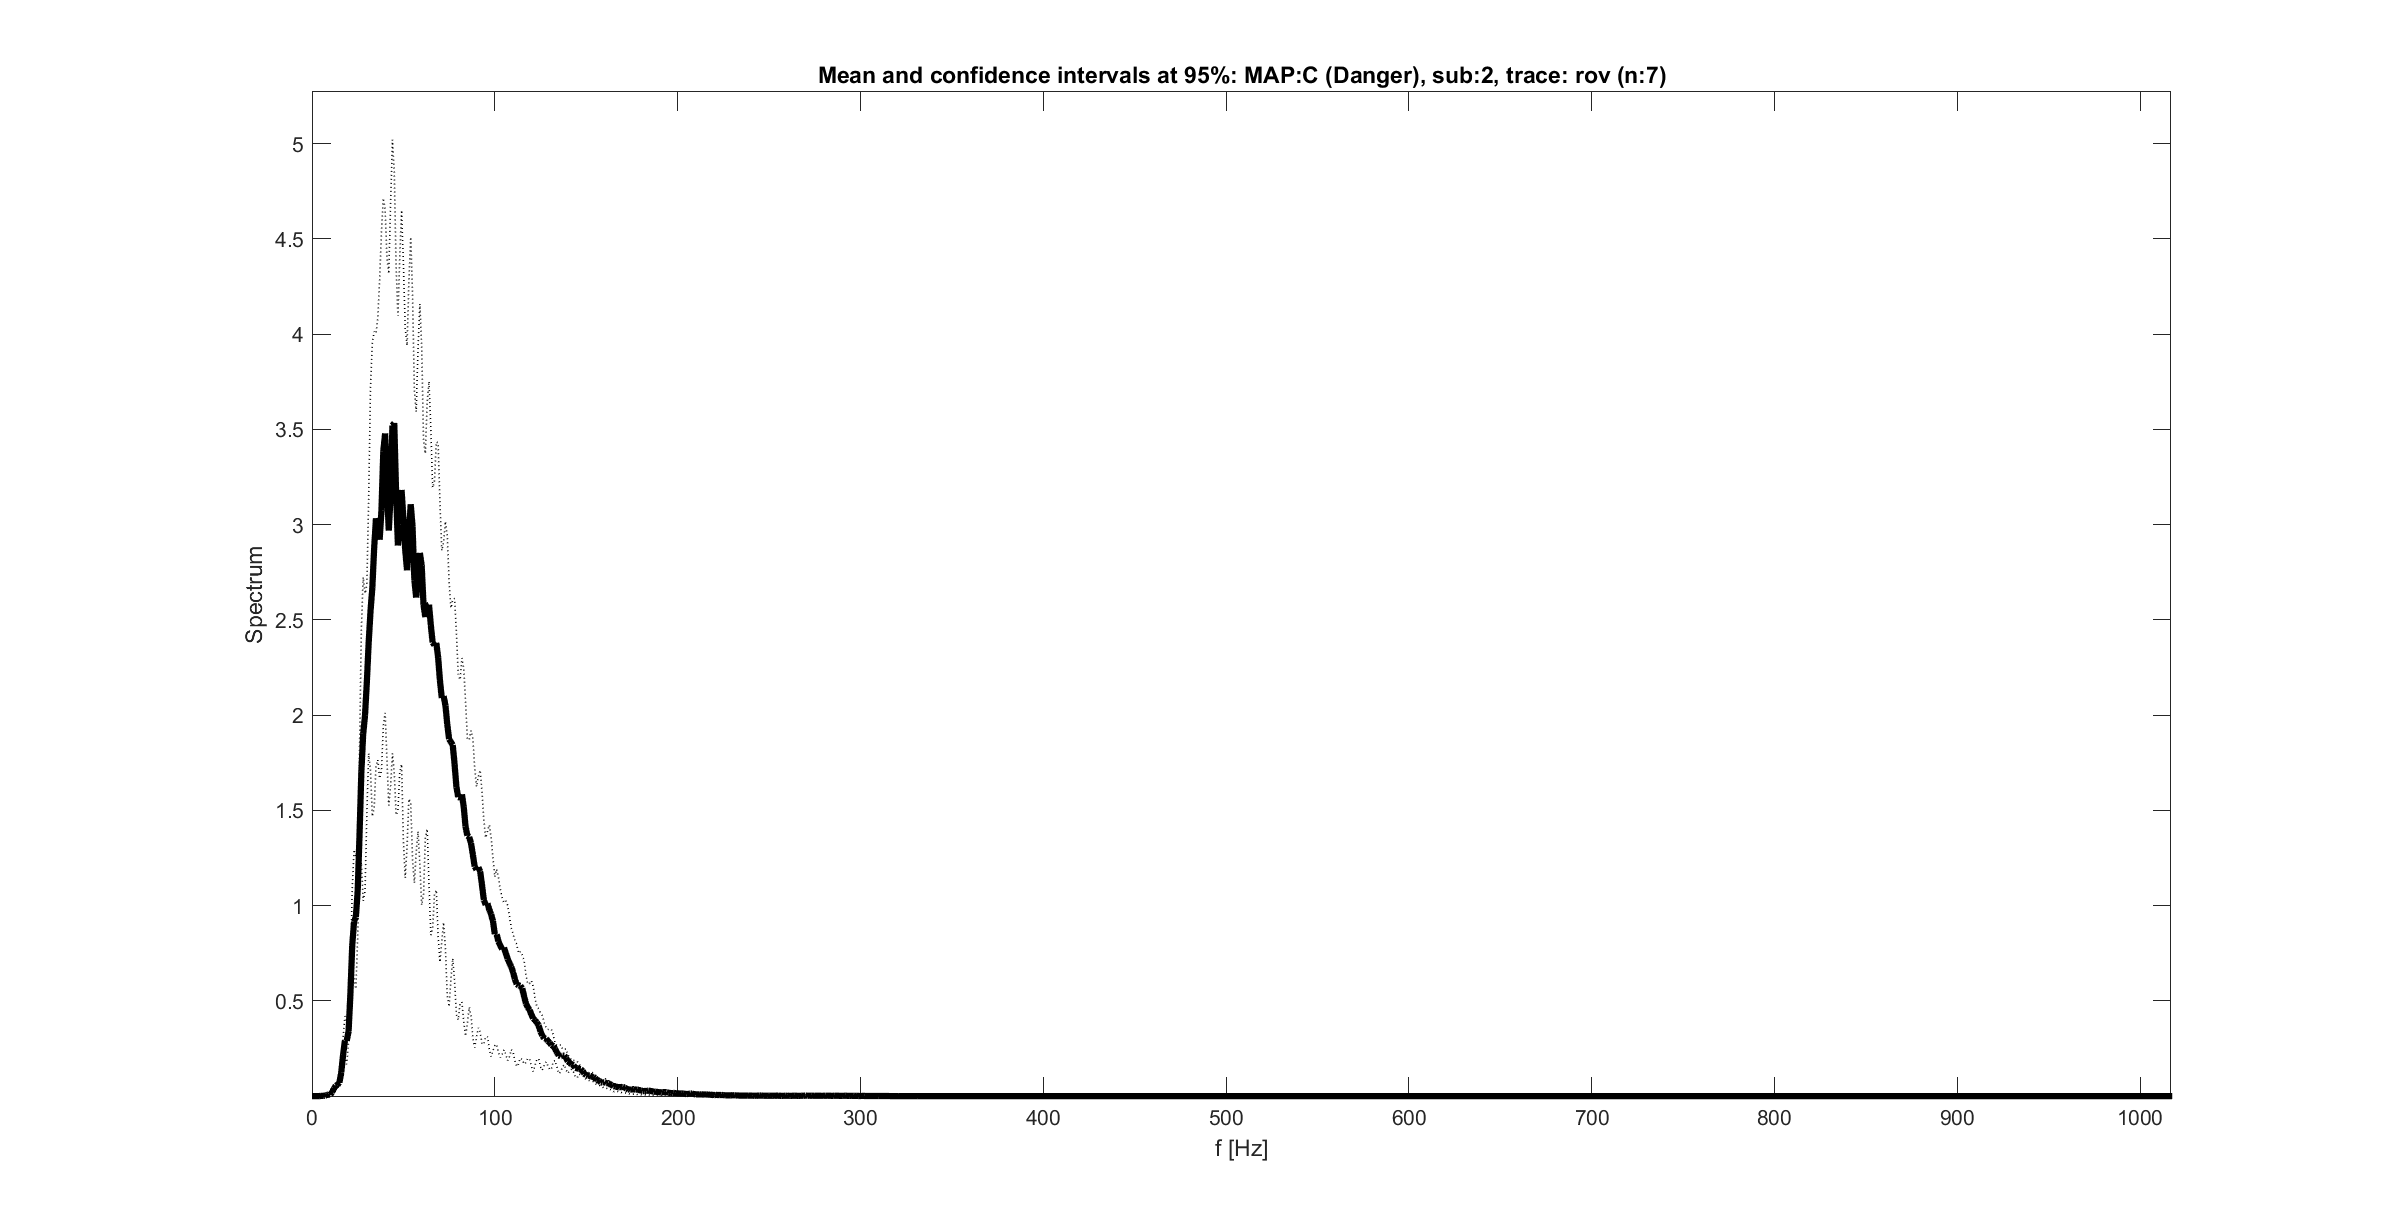 Mean and confidence intervals at 95%: MAP:C (Danger), sub:2, trace: rov (n:7)
5
4.5
4
3.5
3
2.5
2
1.5
1
0.5
Spectrum
0 100 200 300 400 500 600 700 800 900 1000
f [Hz]